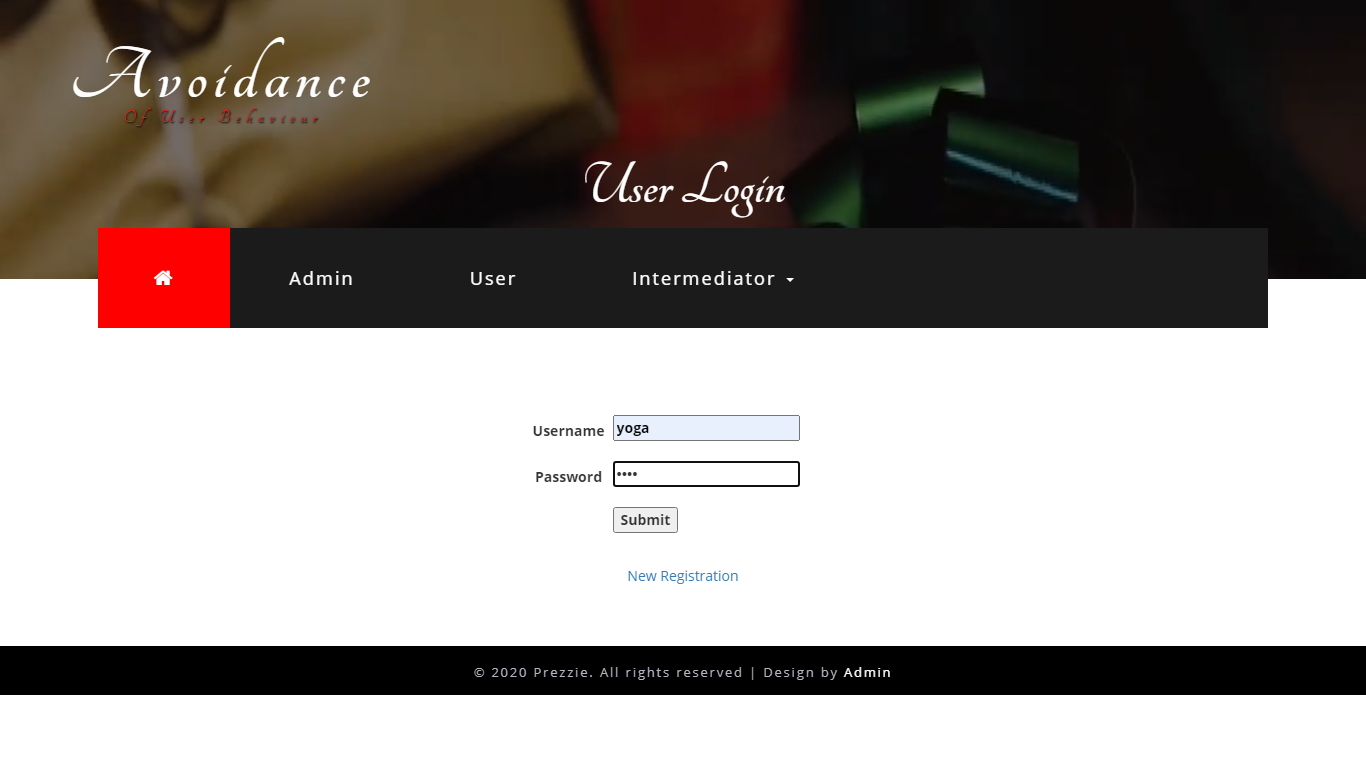 Avoidance
Of User Behaviour
User Login
Admin User Intermediator
Username yoga
Password ••••
Submit
New Registration
© 2020 Prezzie. All rights reserved | Design by Admin